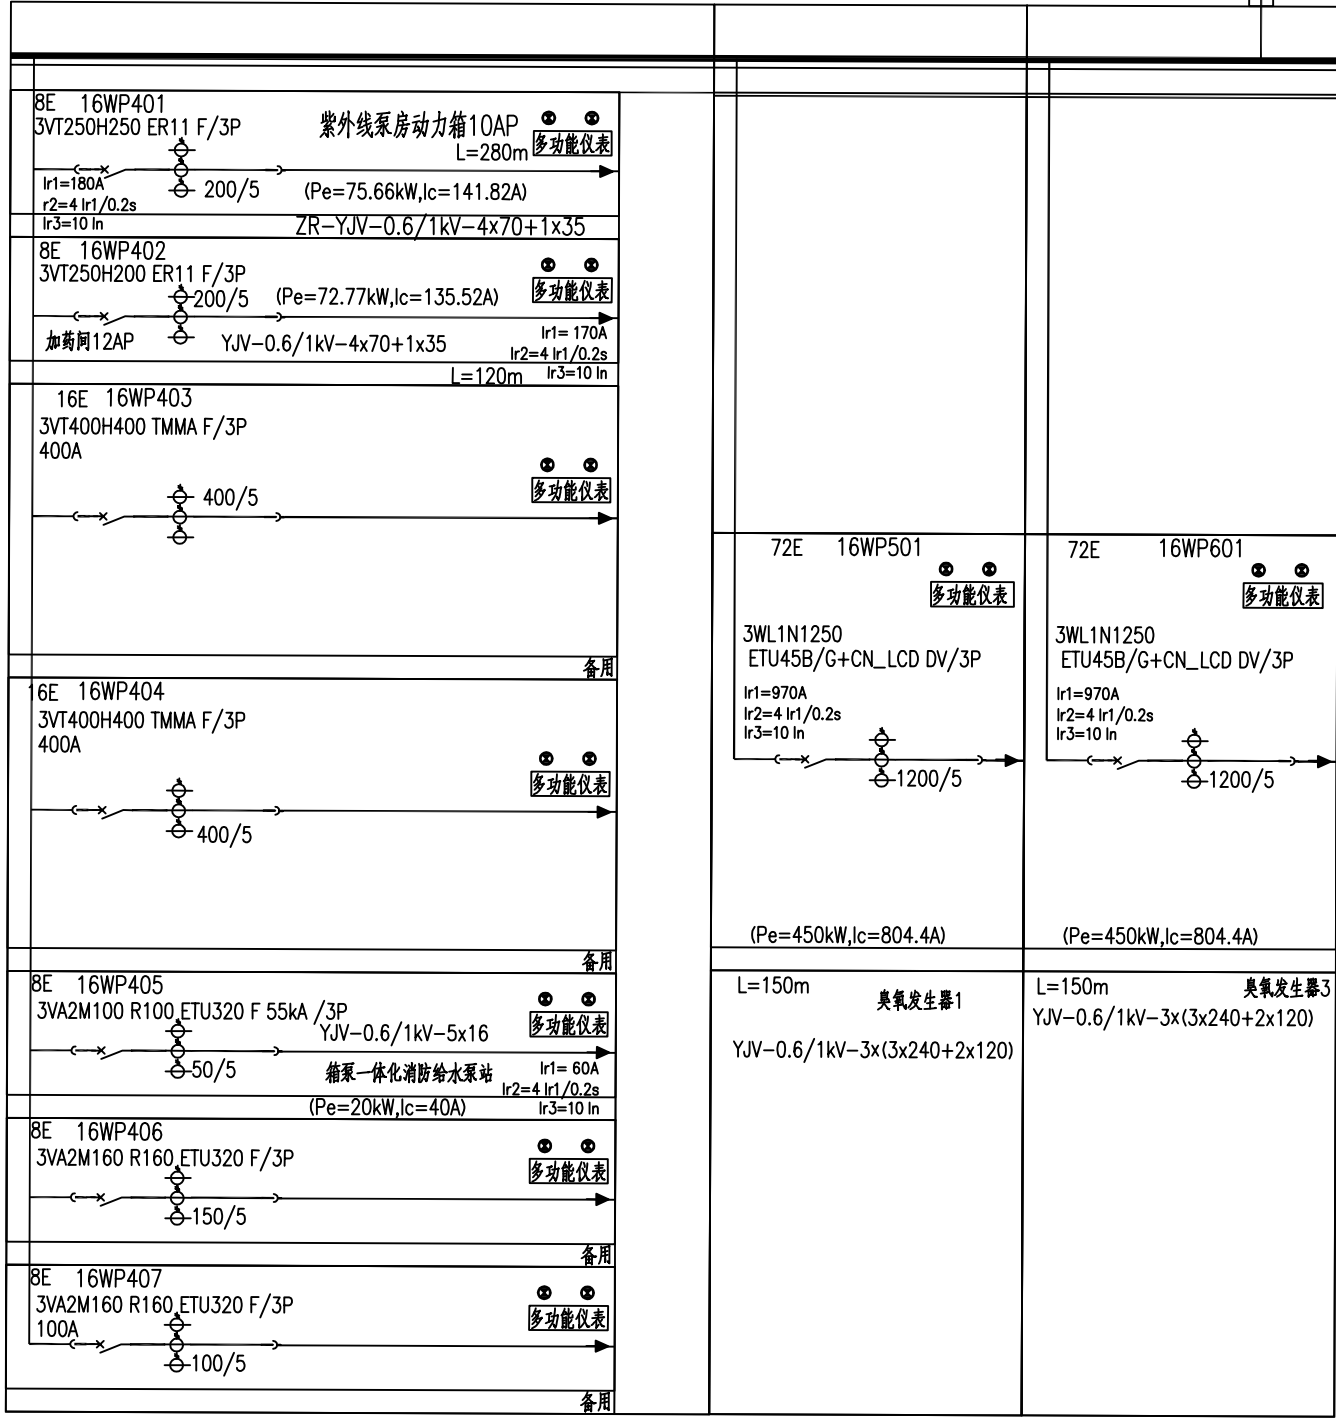 8E 16WP401
3VT250H250 ER11 F/3P
紫外线泵房动力箱10AP
L=280m
多功能仪表
Ir1=180A
r2=4 Ir1/0.2s
Ir3=10 In
200/5
(Pe=75.66kW,Ic=141.82A)
ZR-YJV-0.6/1kV-4x70+1x35
8E 16WP402
3VT250H200 ER11 F/3P
200/5
(Pe=72.77kW,Ic=135.52A)
多功能仪表
加药间12AP
YJV-0.6/1kV-4x70+1x35
Ir1= 170A
Ir2=4 Ir1/0.2s
L=120m
Ir3=10 In
16E 16WP403
3VT400H400 TMMA F/3P
400A
多功能仪表
400/5
备用
16E 16WP404
3VT400H400 TMMA F/3P
400A
多功能仪表
400/5
备用
8E 16WP405
3VA2M100 R100 ETU320 F 55kA /3P
YJV-0.6/1kV-5x16
多功能仪表
50/5
箱泵一体化消防给水泵站
Ir1= 60A
Ir2=4 Ir1/0.2s
(Pe=20kW,Ic=40A)
Ir3=10 In
8E 16WP406
3VA2M160 R160 ETU320 F/3P
多功能仪表
150/5
备用
8E 16WP407
3VA2M160 R160 ETU320 F/3P
100A
多功能仪表
100/5
备用
72E 16WP501
多功能仪表
3WL1N1250
ETU45B/G+CN_LCD DV/3P
Ir1=970A
Ir2=4 Ir1/0.2s
Ir3=10 In
1200/5
(Pe=450kW,Ic=804.4A)
L=150m
臭氧发生器1
YJV-0.6/1kV-3x(3x240+2x120)
72E 16WP601
多功能仪表
3WL1N1250
ETU45B/G+CN_LCD DV/3P
Ir1=970A
Ir2=4 Ir1/0.2s
Ir3=10 In
1200/5
(Pe=450kW,Ic=804.4A)
L=150m
臭氧发生器3
YJV-0.6/1kV-3x(3x240+2x120)